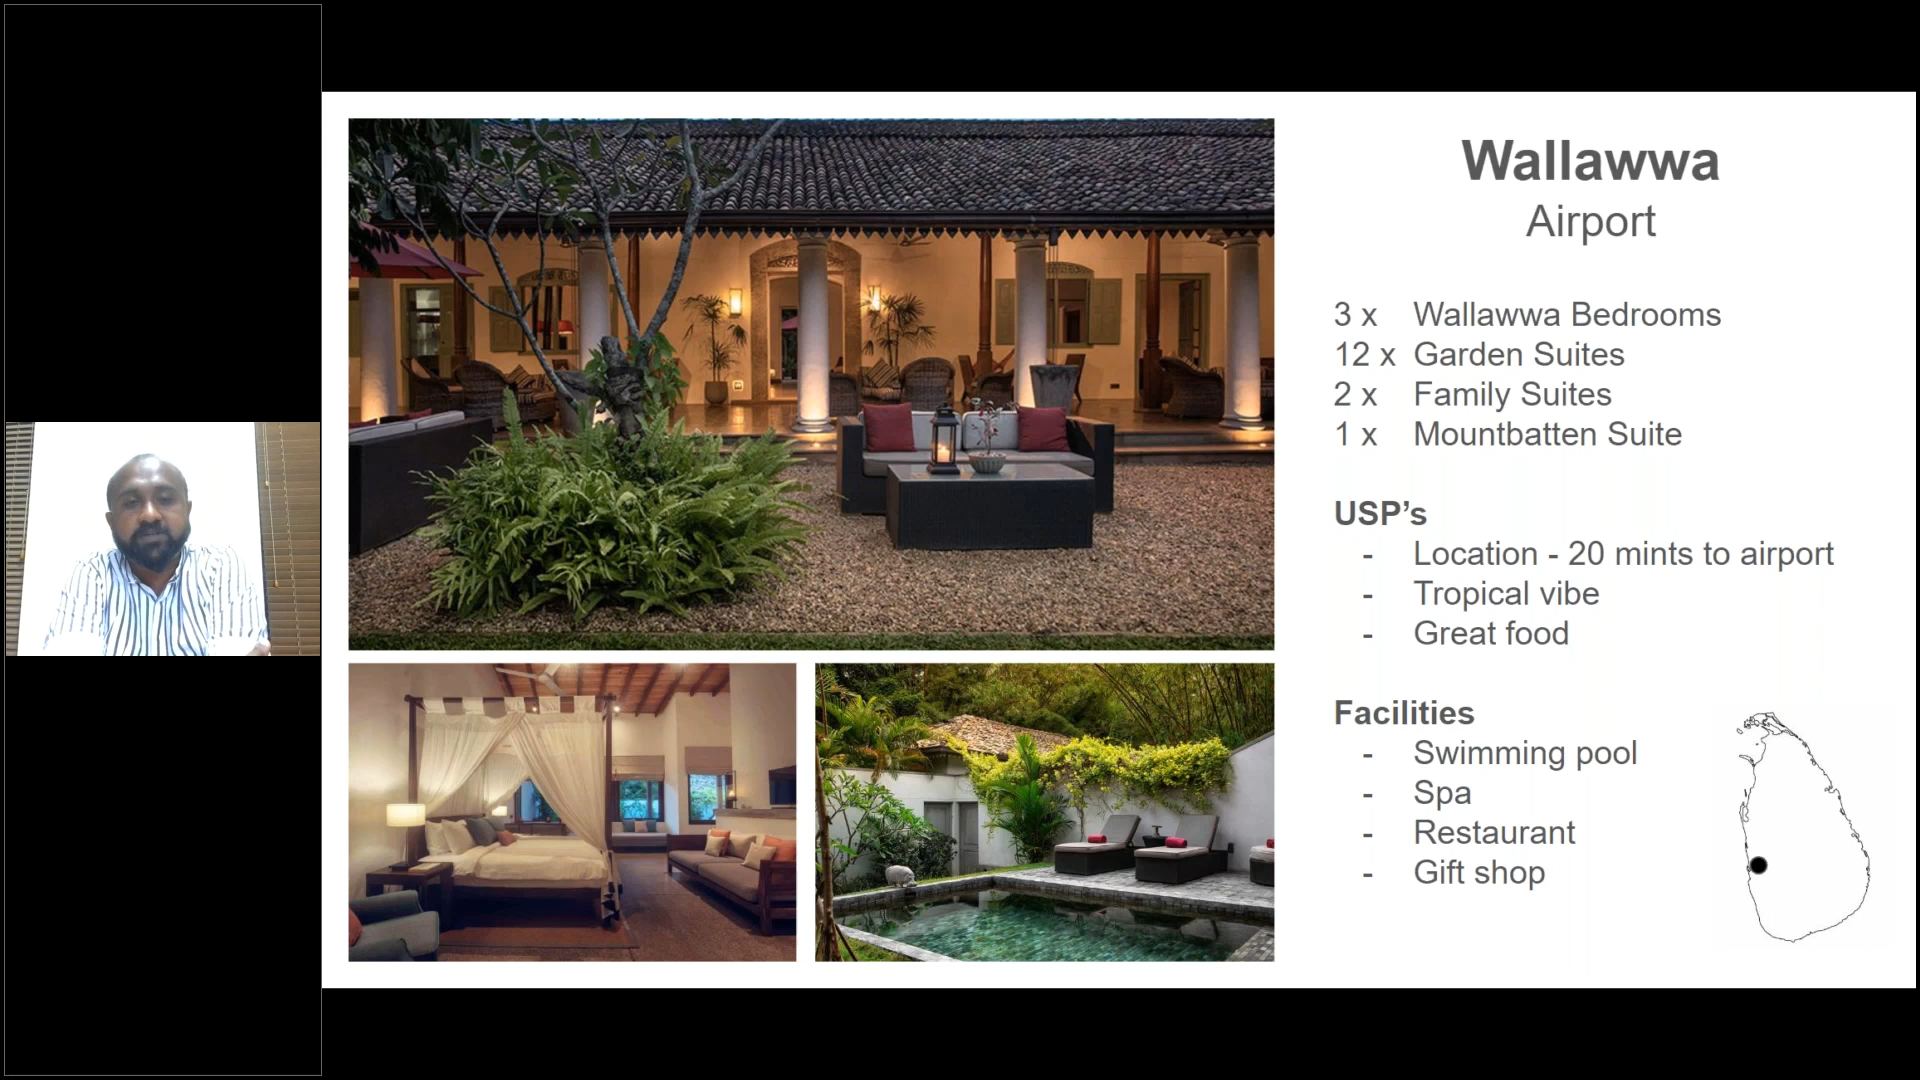 Wallawwa
Airport
3 x Wallawwa Bedrooms
12 x Garden Suites
2 x Family Suites
1 x Mountbatten Suite
USP’s
- Location - 20 mints to airport
- Tropical vibe
- Great food
Facilities
- Swimming pool
- Spa
- Restaurant
- Gift shop